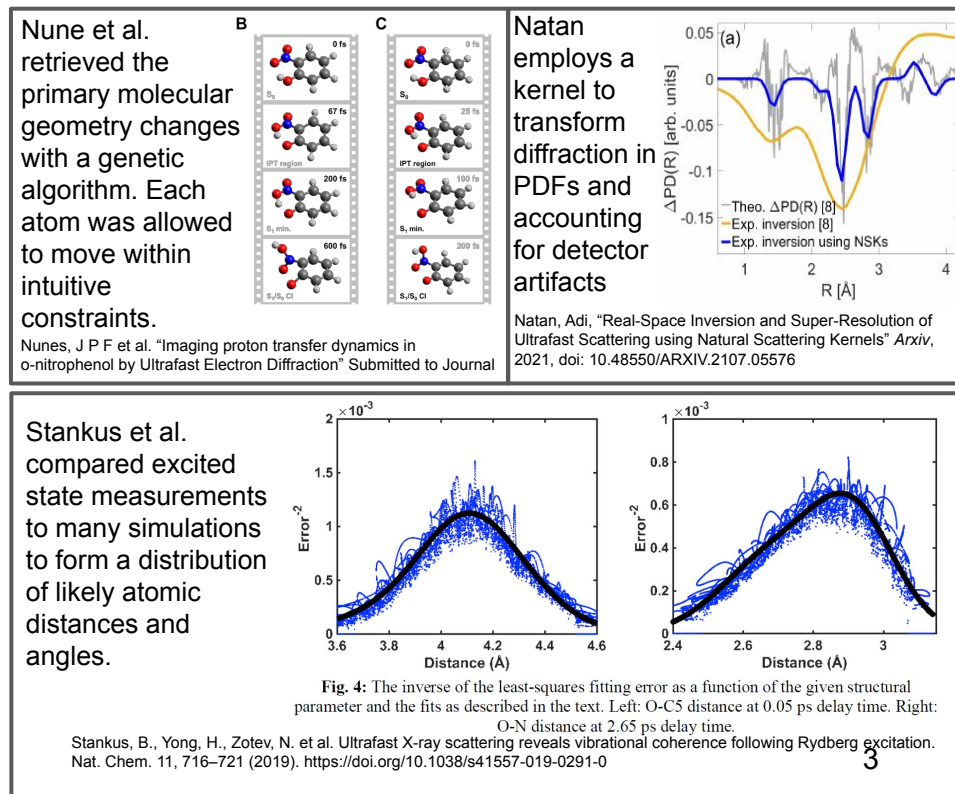 Nune et al.
retrieved the
primary molecular
geometry changes
with a genetic
algorithm. Each
atom was allowed
to move within
intuitive
constraints.
B
0 fs
S₀
67 fs
IPT region
200 fs
S₁ min.
600 fs
S₁/S₀ CI
C
0 fs
S₀
25 fs
IPT region
100 fs
S₁ min.
200 fs
S₁/S₀ CI
Nunes, J P F et al. “Imaging proton transfer dynamics in
o-nitrophenol by Ultrafast Electron Diffraction” Submitted to Journal
Natan
employs a
kernel to
transform
diffraction in
PDFs and
accounting
for detector
artifacts
(a)
ΔPD(R) [arb. units]
0.05
0
-0.05
-0.1
-0.15
Theo. ΔPD(R) [8]
Exp. inversion [8]
Exp. inversion using NSKs
1 2 3 4
R [Å]
Natan, Adi, “Real-Space Inversion and Super-Resolution of
Ultrafast Scattering using Natural Scattering Kernels” Arxiv,
2021, doi: 10.48550/ARXIV.2107.05576
Stankus et al.
compared excited
state measurements
to many simulations
to form a distribution
of likely atomic
distances and
angles.
×10⁻³
2
1.5
1
0.5
0
Error⁻²
3.6 3.8 4 4.2 4.4 4.6
Distance (Å)
×10⁻³
1
0.8
0.6
0.4
0.2
0
Error⁻²
2.4 2.6 2.8 3
Distance (Å)
Fig. 4: The inverse of the least-squares fitting error as a function of the given structural
parameter and the fits as described in the text. Left: O-C5 distance at 0.05 ps delay time. Right:
O-N distance at 2.65 ps delay time.
Stankus, B., Yong, H., Zotev, N. et al. Ultrafast X-ray scattering reveals vibrational coherence following Rydberg excitation.
Nat. Chem. 11, 716–721 (2019). https://doi.org/10.1038/s41557-019-0291-0
3